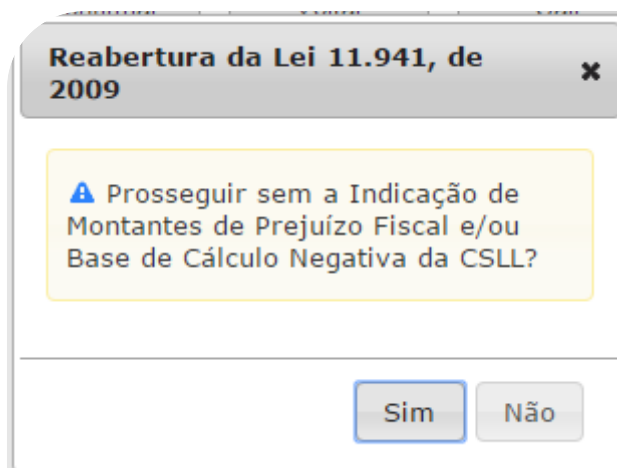 Reabertura da Lei 11.941, de
2009
Prosseguir sem a Indicação de
Montantes de Prejuízo Fiscal e/ou
Base de Cálculo Negativa da CSLL?
Sim Não